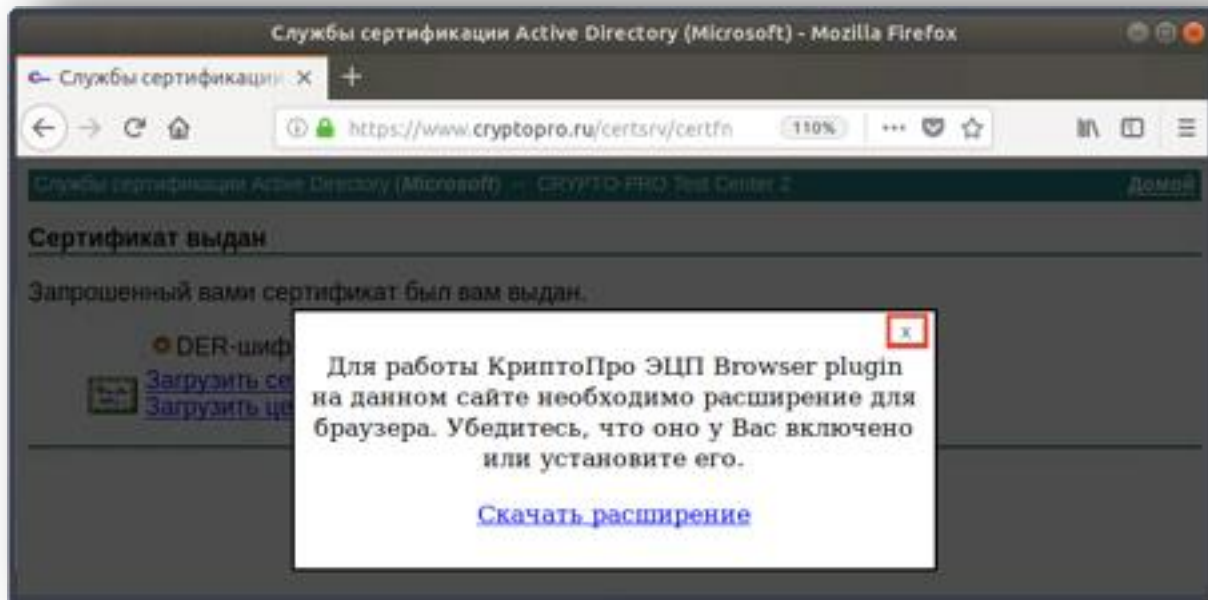 Службы сертификации Active Directory (Microsoft) - Mozilla Firefox
Службы сертификации
https://www.cryptopro.ru/certsrv/certfn
110%
Службы сертификации Active Directory (Microsoft) -- CRYPTO-PRO Test Center 2 Домой
Сертификат выдан
Запрошенный вами сертификат был вам выдан.
x
DER-шиф
Для работы КриптоПро ЭЦП Browser plugin
Загрузить се
на данном сайте необходимо расширение для
Загрузить це
браузера. Убедитесь, что оно у Вас включено
или установите его.
Скачать расширение